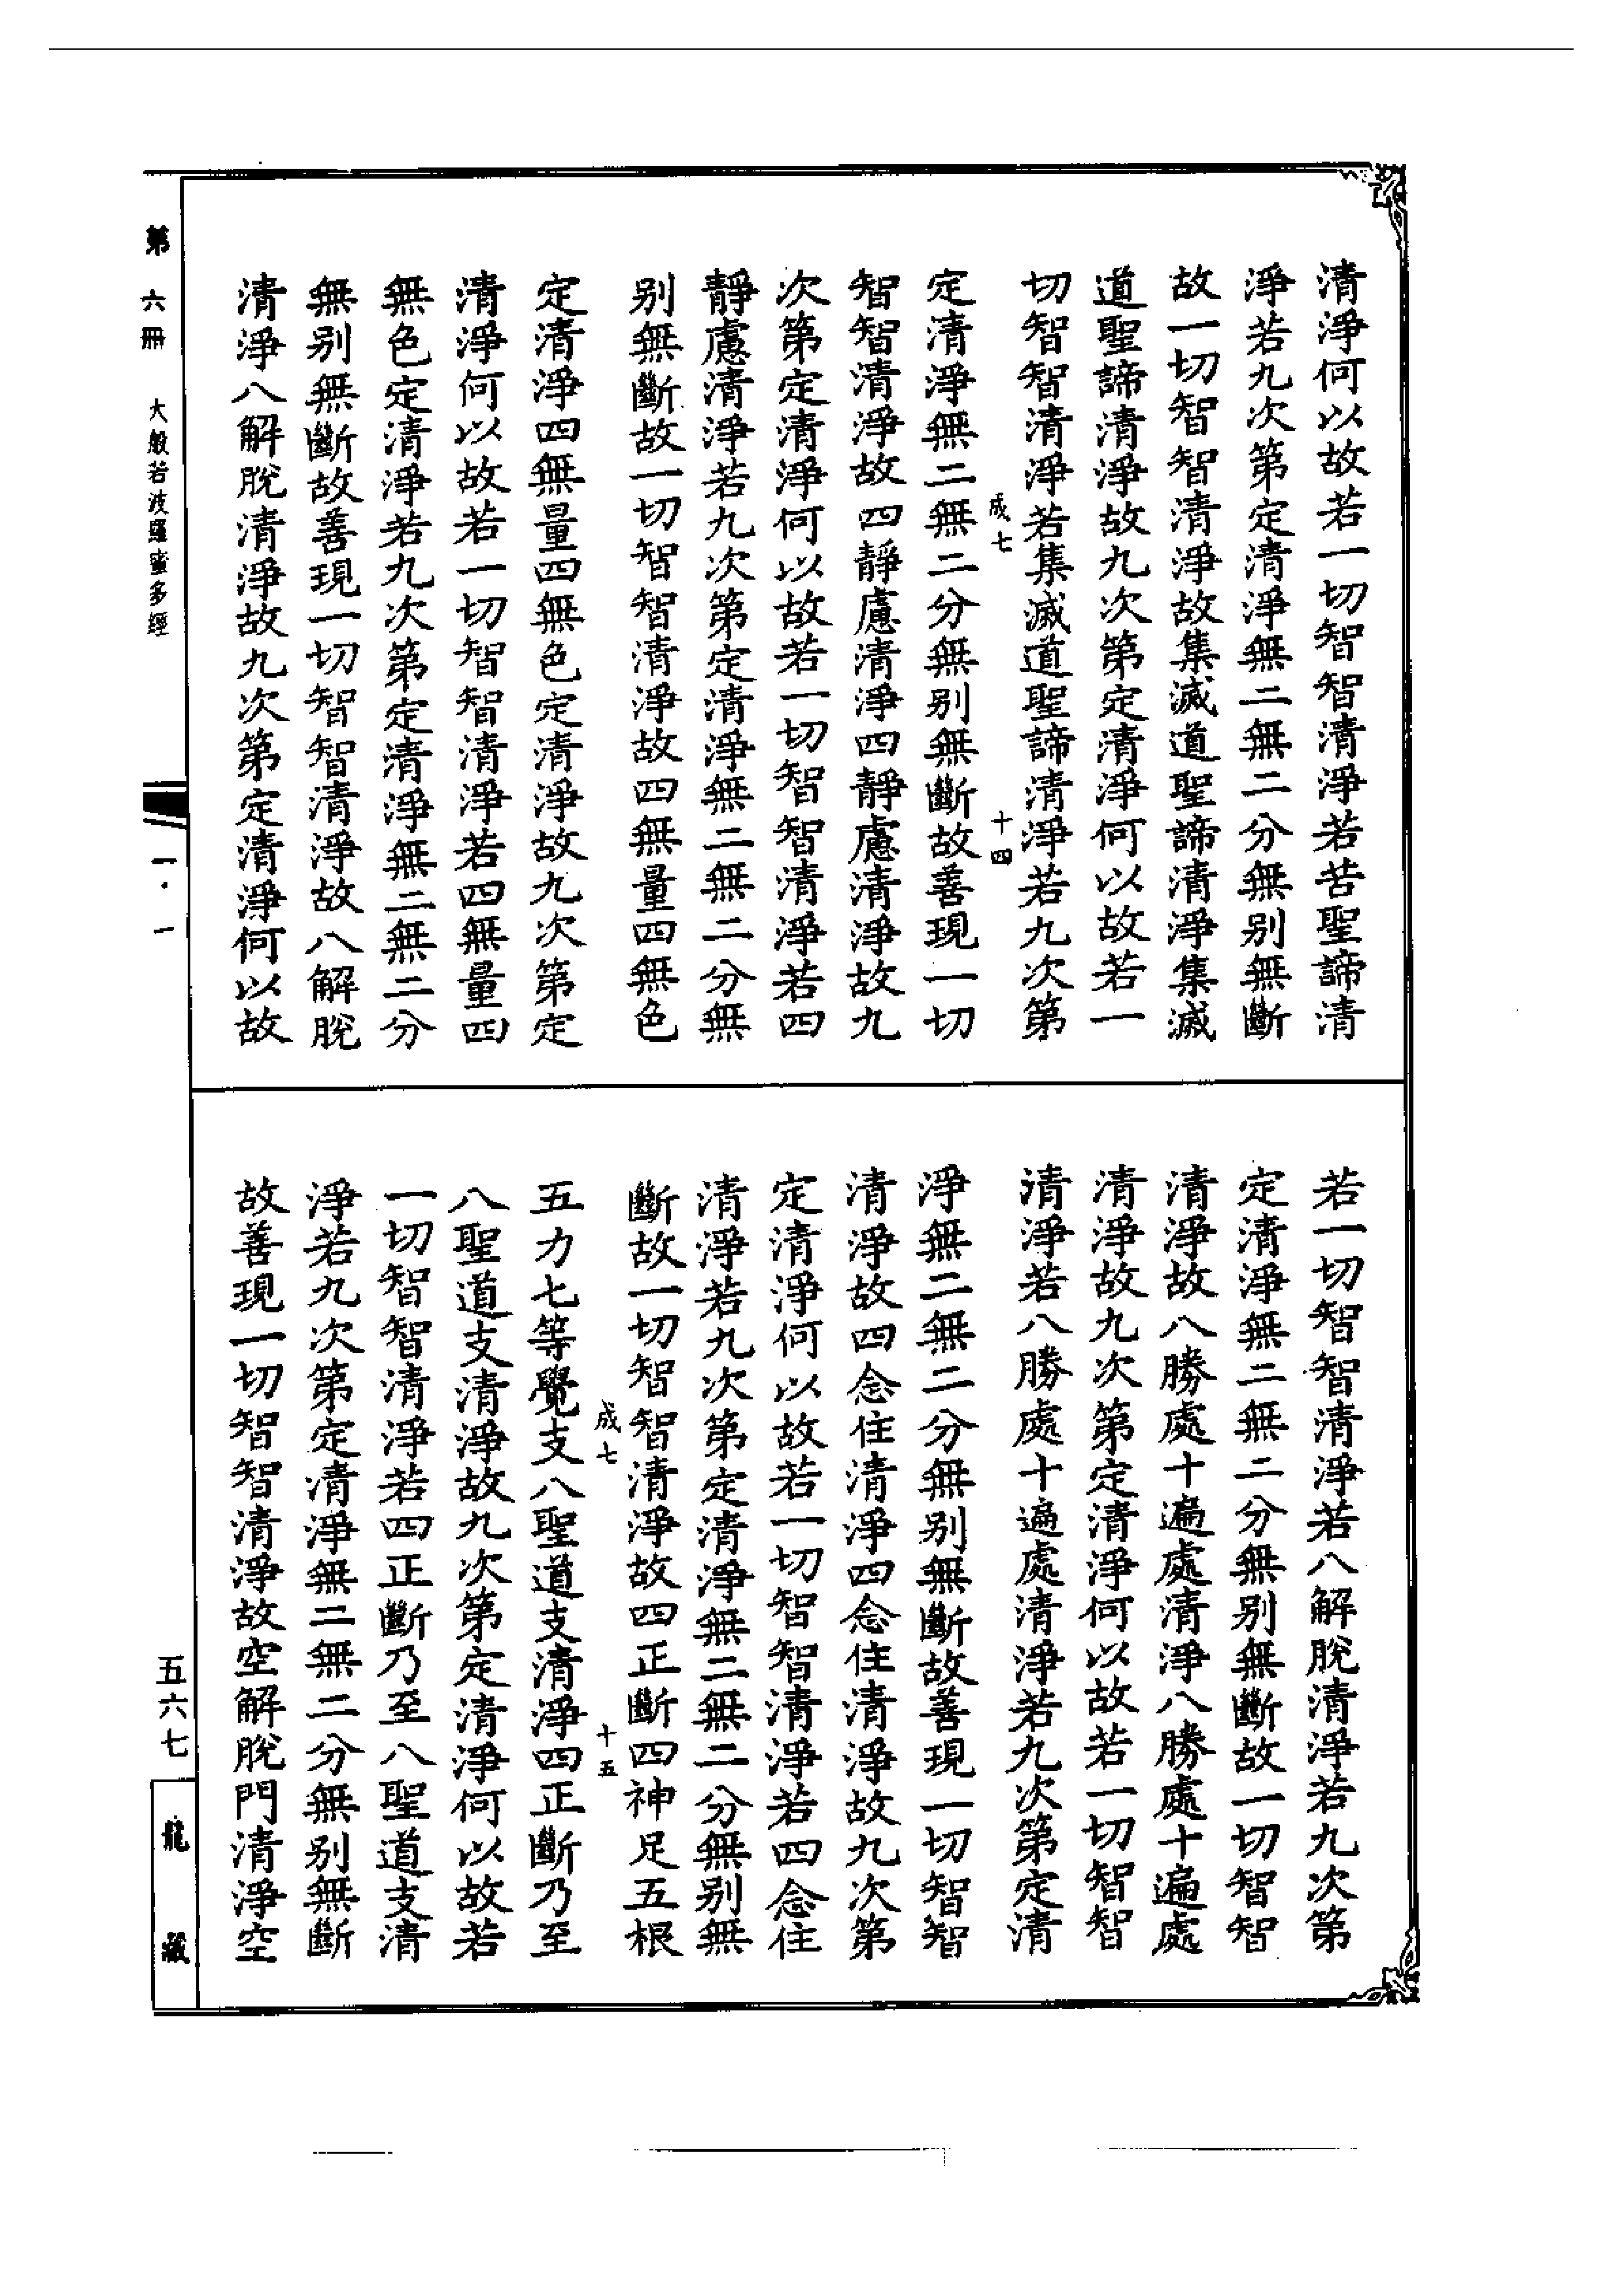 清淨何以故若一切智智清淨若苦聖諦清
淨若九次第定清淨無二無二分無别無斷
故一切智智清淨故集滅道聖諦清淨集滅
道聖諦清淨故九次第定清淨何以故若一
切智智清淨若集滅道聖諦清淨若九次第
成七 十四
定清淨無二無二分無别無斷故善現一切
智智清淨故四靜慮清淨四靜慮清淨故九
次第定清淨何以故若一切智智清淨若四
靜慮清淨若九次第定清淨無二無二分無
别無斷故一切智智清淨故四無量四無色
定清淨四無量四無色定清淨故九次第定
清淨何以故若一切智智清淨若四無量四
無色定清淨若九次第定清淨無二無二分
無别無斷故善現一切智智清淨故八解脫
清淨八解脫清淨故九次第定清淨何以故
若一切智智清淨若八解脫清淨若九次第
定清淨無二無二分無别無斷故一切智智
清淨故八勝處十遍處清淨八勝處十遍處
清淨故九次第定清淨何以故若一切智智
清淨若八勝處十遍處清淨若九次第定清
淨無二無二分無别無斷故善現一切智智
清淨故四念住清淨四念住清淨故九次第
定清淨何以故若一切智智清淨若四念住
清淨若九次第定清淨無二無二分無别無
斷故一切智智清淨故四正斷四神足五根
成七 十五
五力七等覺支八聖道支清淨四正斷乃至
八聖道支清淨故九次第定清淨何以故若
一切智智清淨若四正斷乃至八聖道支清
淨若九次第定清淨無二無二分無别無斷
故善現一切智智清淨故空解脫門清淨空
第六冊 大般若波羅蜜多經 一·一 五六七 龍藏